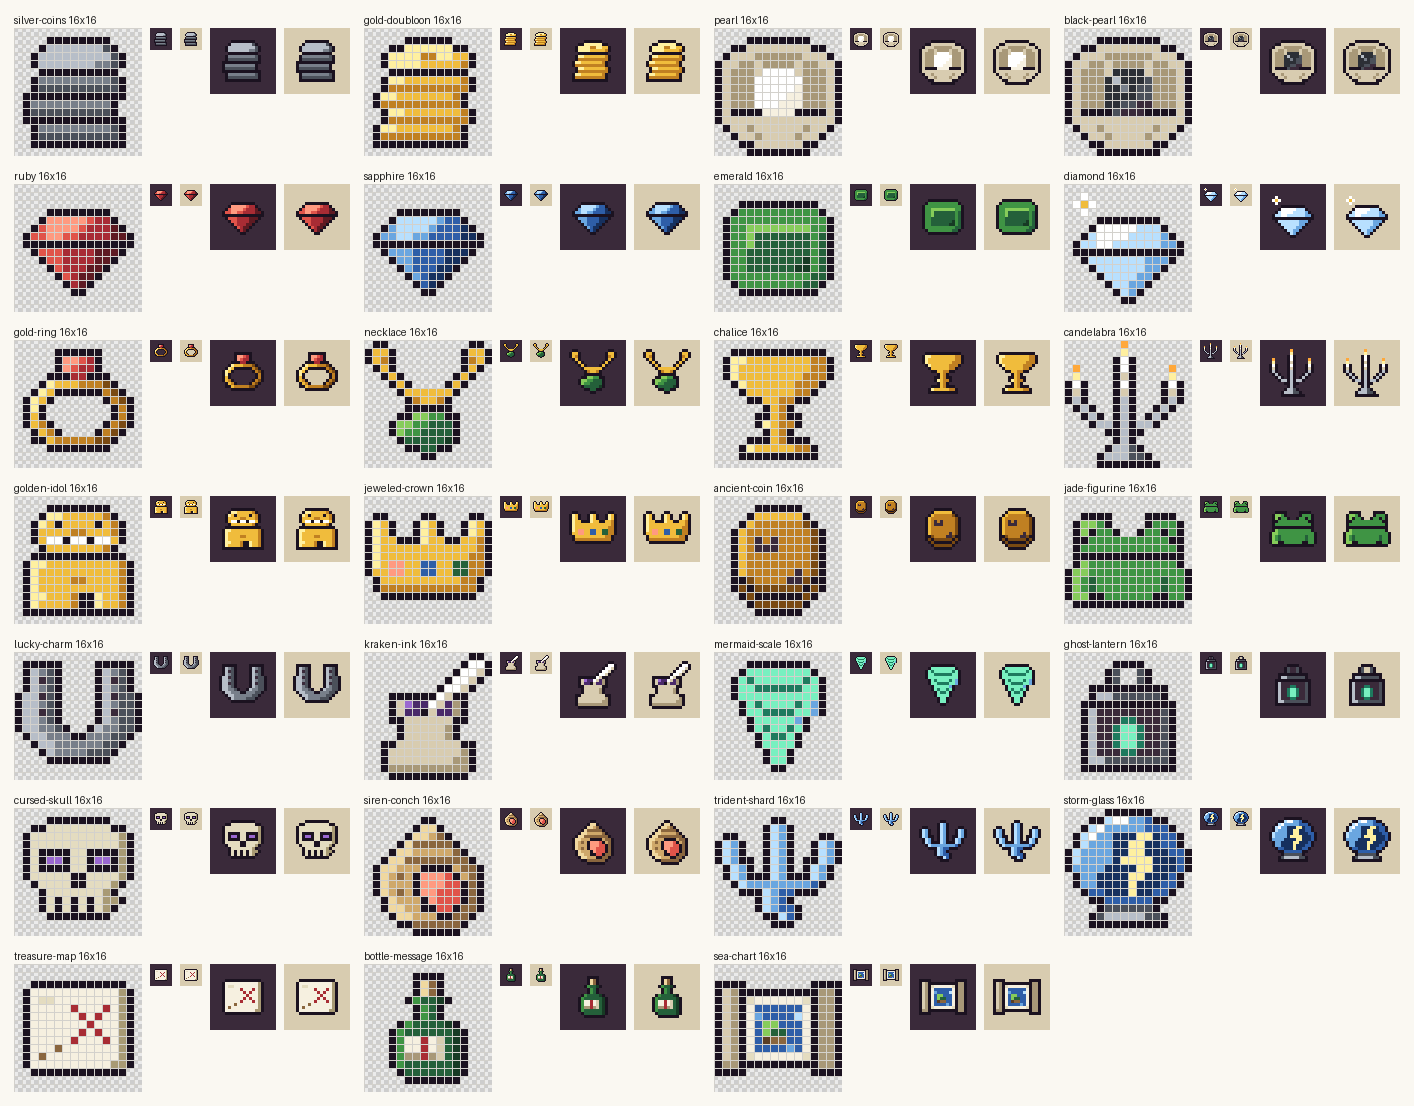 silver-coins 16x16
gold-doubloon 16x16
pearl 16x16
black-pearl 16x16
ruby 16x16
sapphire 16x16
emerald 16x16
diamond 16x16
gold-ring 16x16
necklace 16x16
chalice 16x16
candelabra 16x16
golden-idol 16x16
jeweled-crown 16x16
ancient-coin 16x16
jade-figurine 16x16
lucky-charm 16x16
kraken-ink 16x16
mermaid-scale 16x16
ghost-lantern 16x16
cursed-skull 16x16
siren-conch 16x16
trident-shard 16x16
storm-glass 16x16
treasure-map 16x16
bottle-message 16x16
sea-chart 16x16